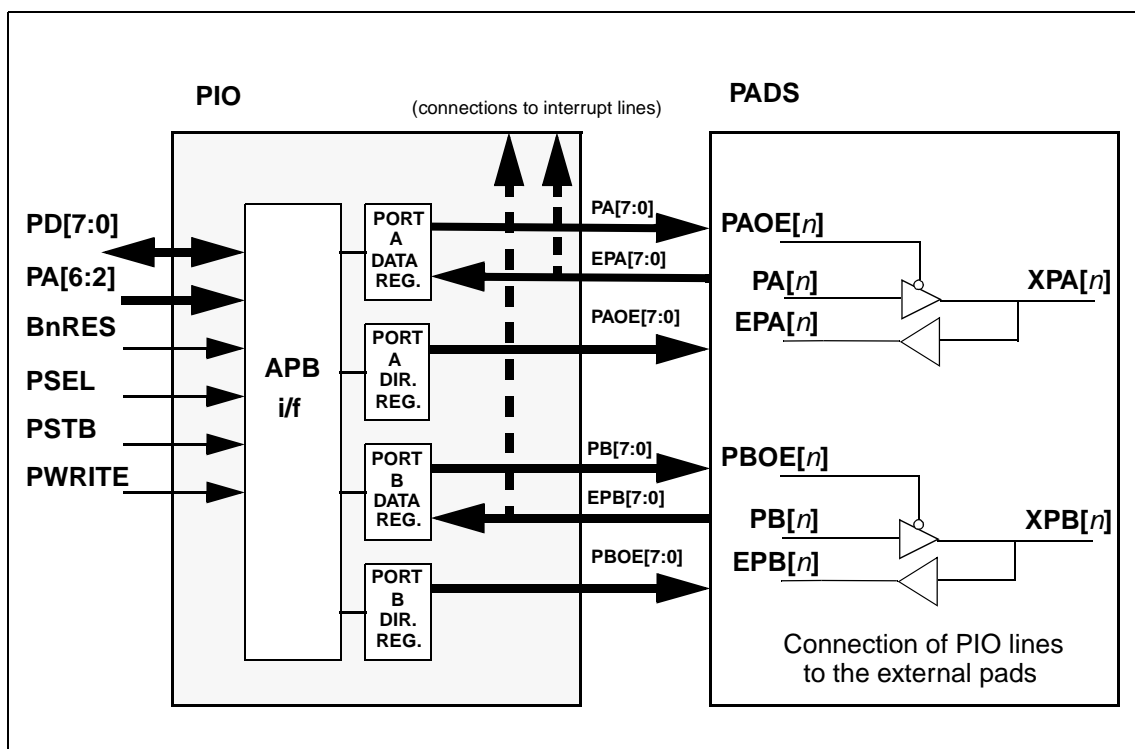 PIO
(connections to interrupt lines)
PADS
PD[7:0]
PA[6:2]
BnRES
PSEL
PSTB
PWRITE
APB
i/f
PORT
A
DATA
REG.
PORT
A
DIR.
REG.
PORT
B
DATA
REG.
PORT
B
DIR.
REG.
PA[7:0]
EPA[7:0]
PAOE[7:0]
PB[7:0]
EPB[7:0]
PBOE[7:0]
PAOE[n]
PA[n]
EPA[n]
XPA[n]
PBOE[n]
PB[n]
EPB[n]
XPB[n]
Connection of PIO lines
to the external pads